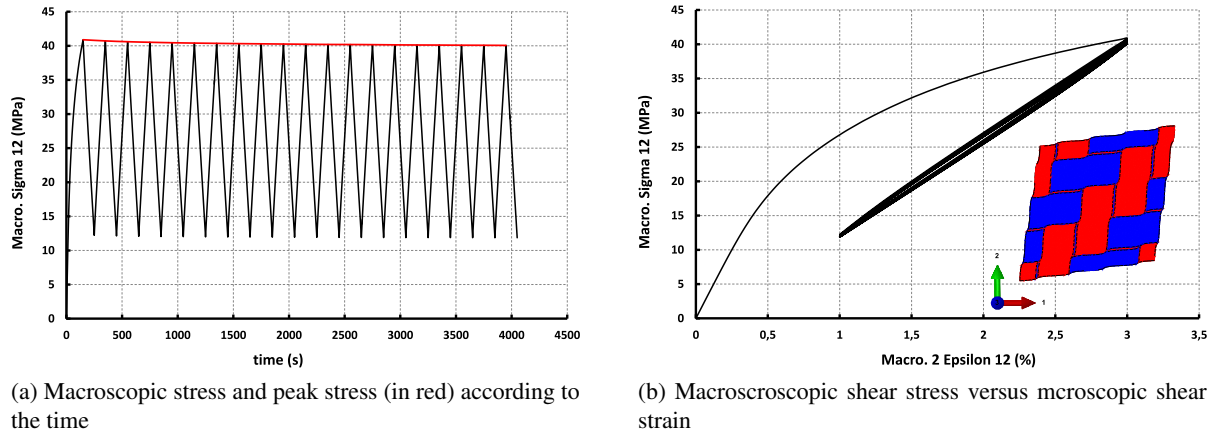 45
40
35
30
25
20
15
10
5
0
Macro. Sigma 12 (MPa)
0 500 1000 1500 2000 2500 3000 3500 4000 4500
time (s)
(a) Macroscopic stress and peak stress (in red) according to
the time
45
40
35
30
25
20
15
10
5
0
Macro. Sigma 12 (MPa)
2
1
0 0,5 1 1,5 2 2,5 3 3,5
Macro. 2 Epsilon 12 (%)
(b) Macroscroscopic shear stress versus mcroscopic shear
strain